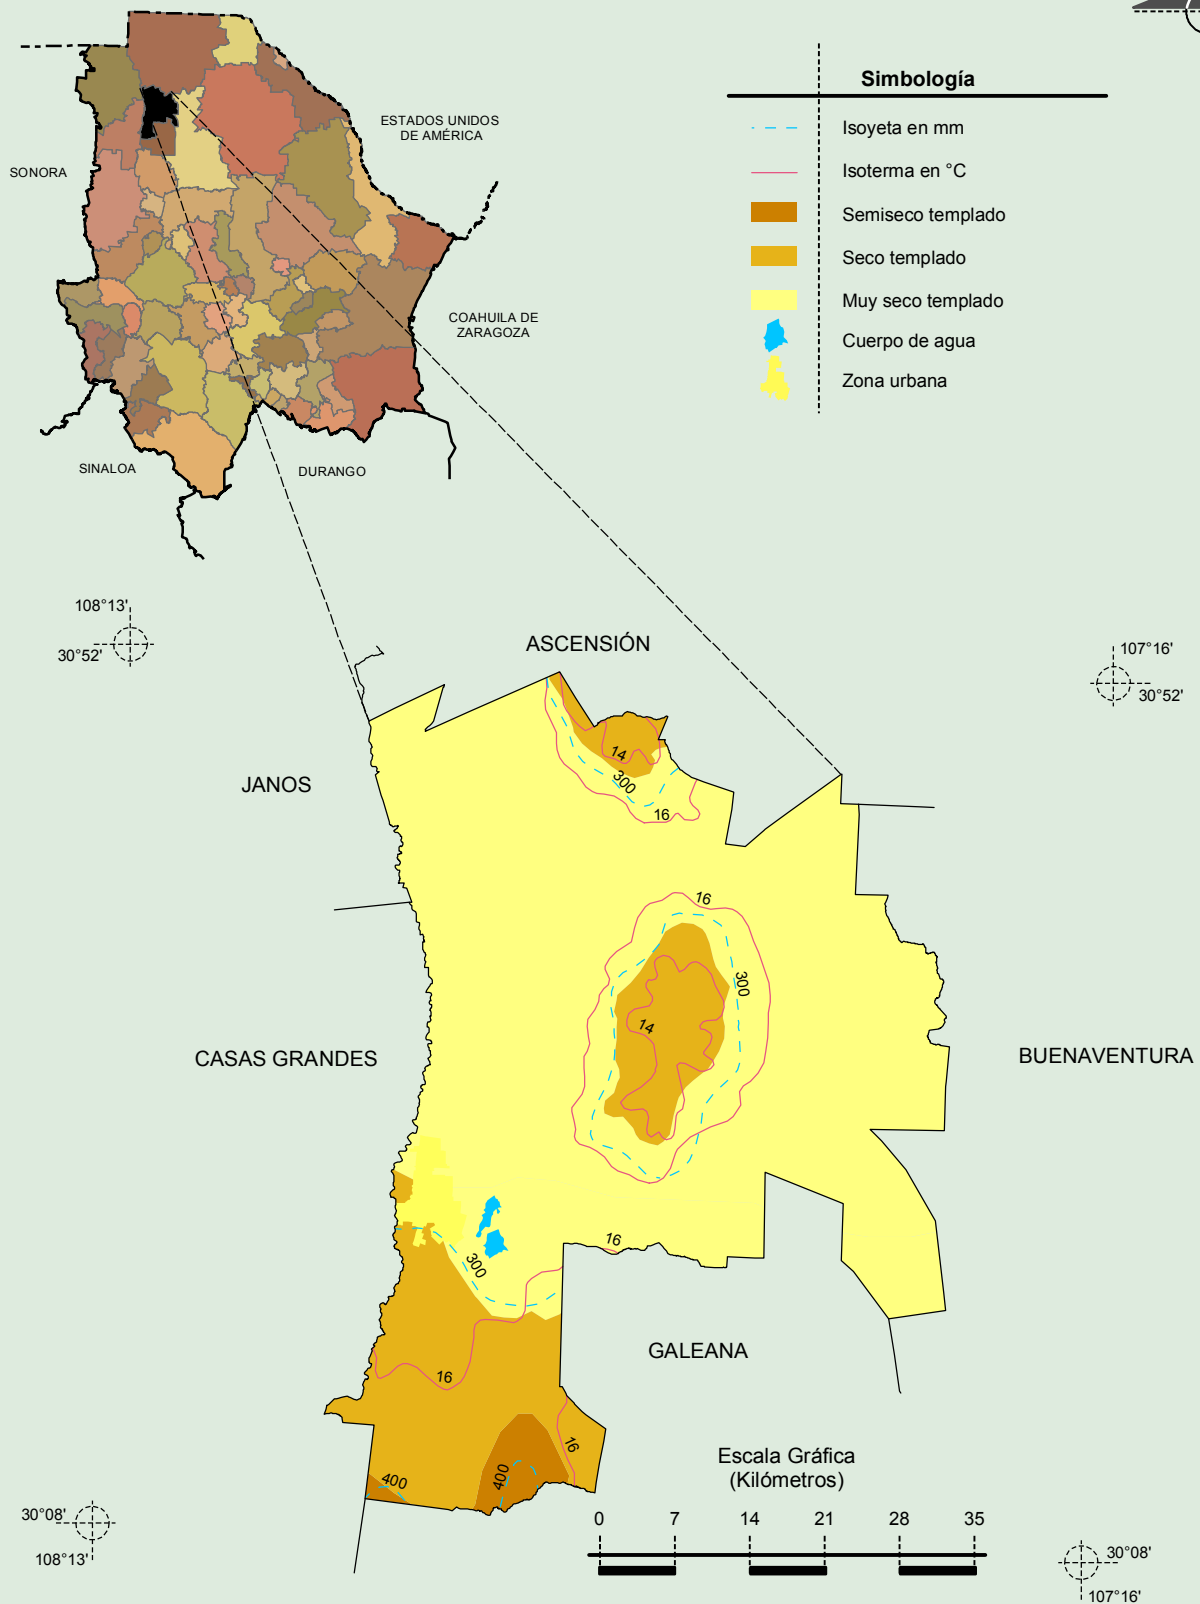 Simbología
Isoyeta en mm
Isoterma en °C
Semiseco templado
Seco templado
Muy seco templado
Cuerpo de agua
Zona urbana
ESTADOS UNIDOS
DE AMÉRICA
SONORA
COAHUILA DE
ZARAGOZA
SINALOA
DURANGO
108°13'
30°52'
107°16'
30°52'
ASCENSIÓN
JANOS
14
300
16
16
300
14
CASAS GRANDES
BUENAVENTURA
16
300
GALEANA
16
16
400
400
Escala Gráfica
(Kilómetros)
0 7 14 21 28 35
30°08'
108°13'
30°08'
107°16'